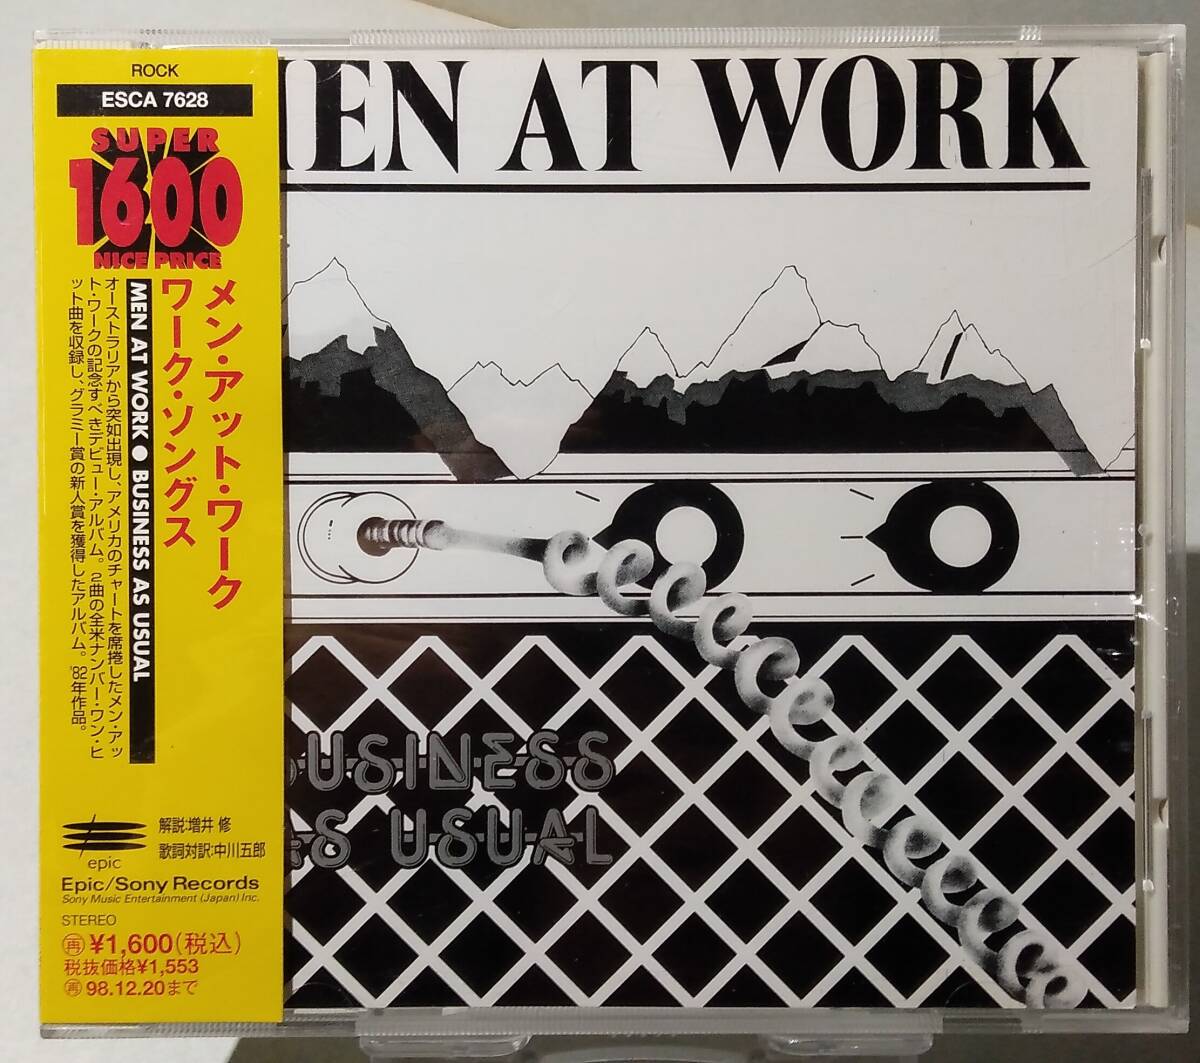 ROCK
ESCA 7628
SUPER
1600
NICE PRICE
メン・アット・ワーク
ワーク・ソングス
MEN AT WORK ● BUSINESS AS USUAL
オーストラリアから突如出現し、アメリカのチャートを席捲したメン・アッ
ト・ワークの記念すべきデビュー・アルバム。2曲の全米ナンバー・ワン・ヒ
ット曲を収録し、グラミー賞の新人賞を獲得したアルバム。'82年作品。
epic
解説:増井 修
歌詞対訳:中川五郎
Epic/Sony Records
Sony Music Entertainment (Japan) Inc.
STEREO
再 ¥1,600(税込)
税抜価格¥1,553
再 98.12.20まで
MEN AT WORK
BUSINESS
AS USUAL